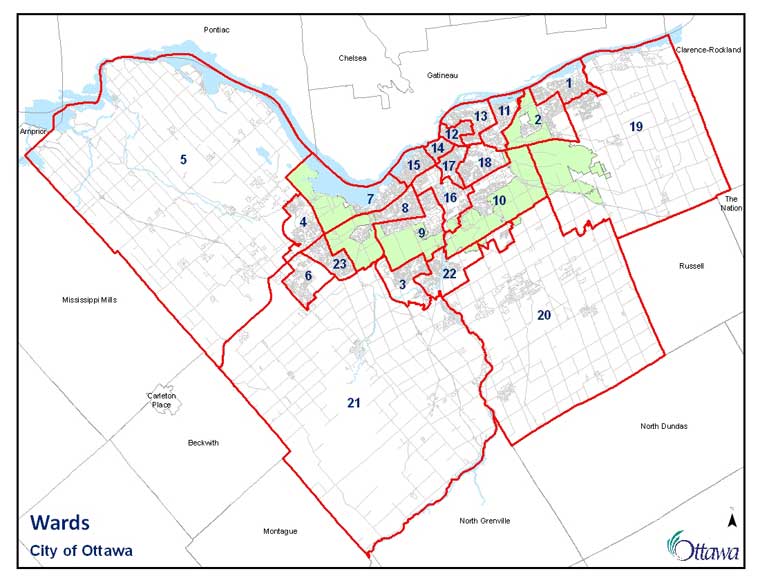 Pontiac
Clarence-Rockland
Chelsea
Gatineau
1
13
11
2
Arnprior
12
19
5
14
15
17
18
7
8
16
10
The
Nation
4
9
23
Russell
6
3
22
Mississippi Mills
20
Carleton
Place
21
North Dundas
Beckwith
Wards
North Grenville
Montague
City of Ottawa
Ottawa